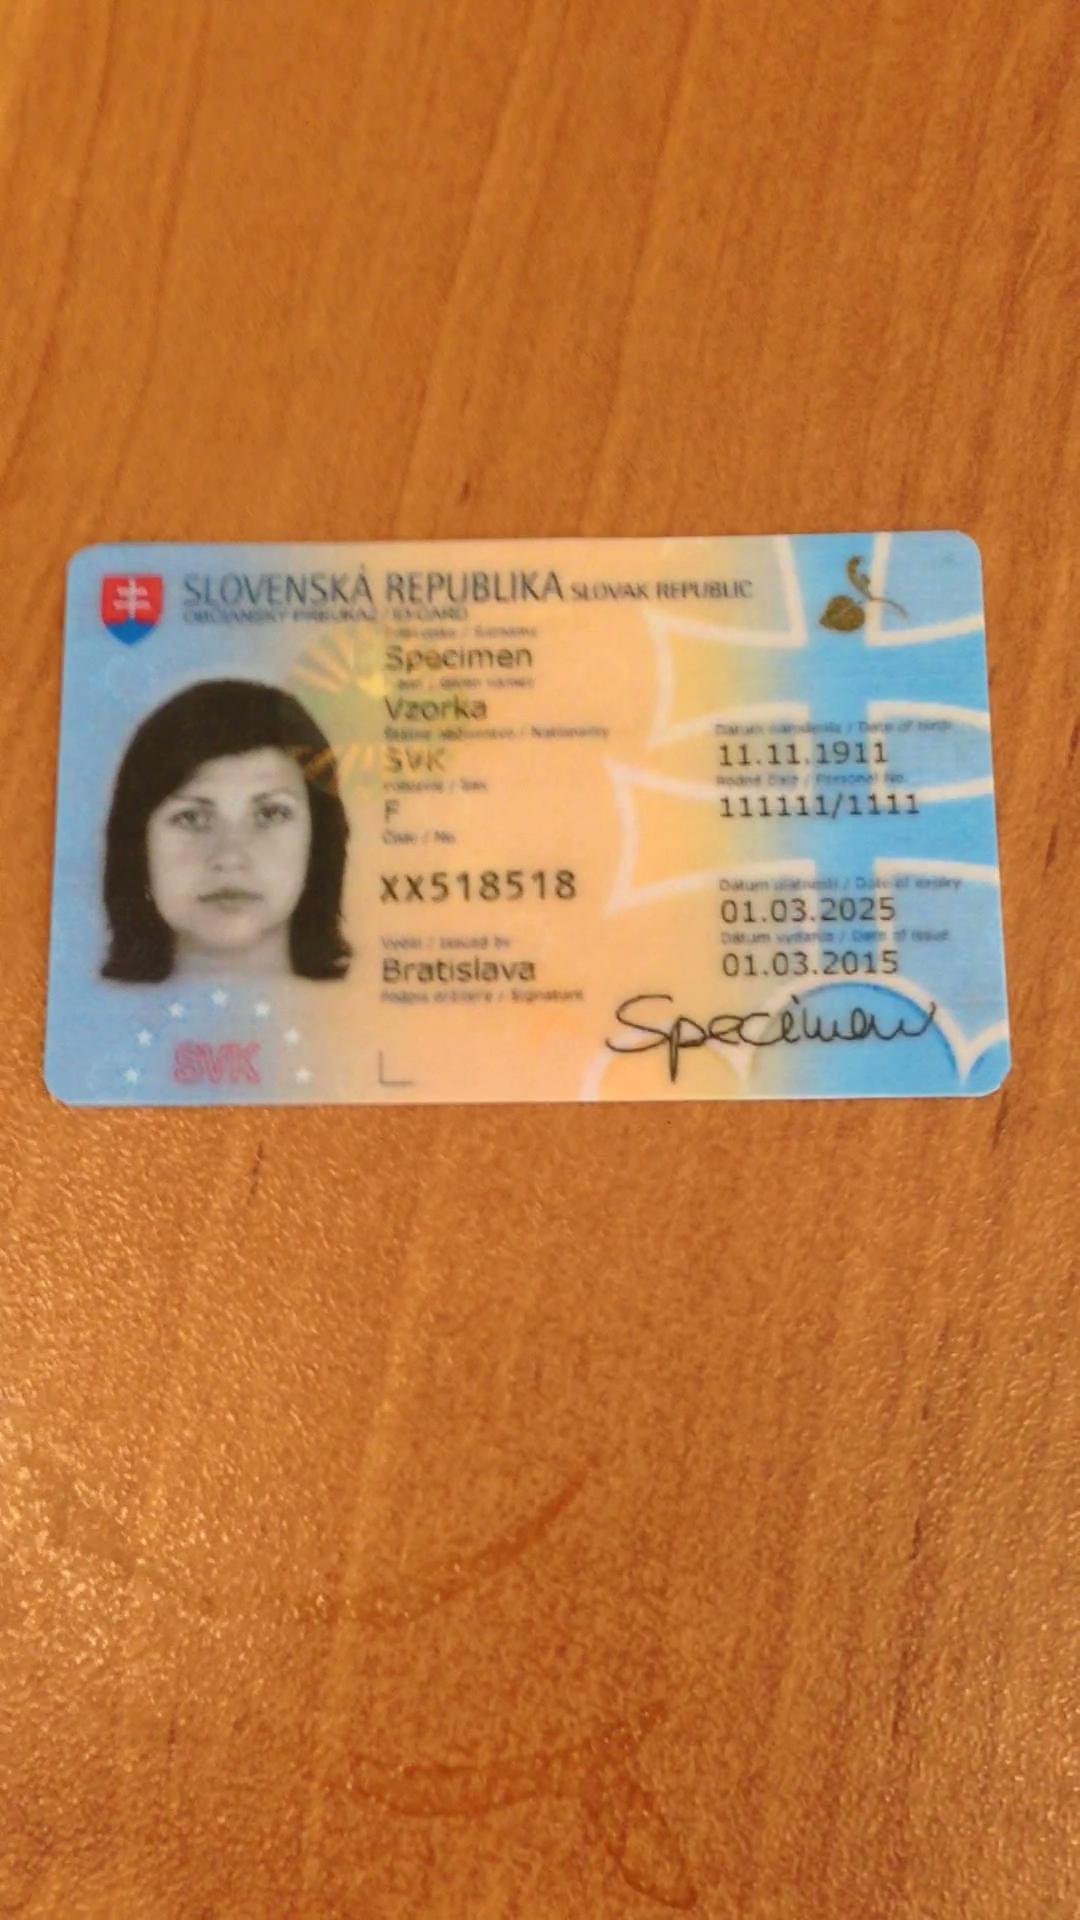 SLOVENSKÁ REPUBLIKA SLOVAK REPUBLIC
OBČIANSKY PREUKAZ / ID CARD
Priezvisko / Surname
Specimen
Vzorka
Štátne občianstvo / Nationality
SVK
Pohlavie / Sex
F
Číslo / No.
XX518518
Vydal / Issued by
Bratislava
Podpis držiteľa / Signature
Dátum narodenia / Date of birth
11.11.1911
Rodné číslo / Personal No.
111111/1111
Dátum platnosti / Date of expiry
01.03.2025
Dátum vydania / Date of issue
01.03.2015
Specimen
SVK